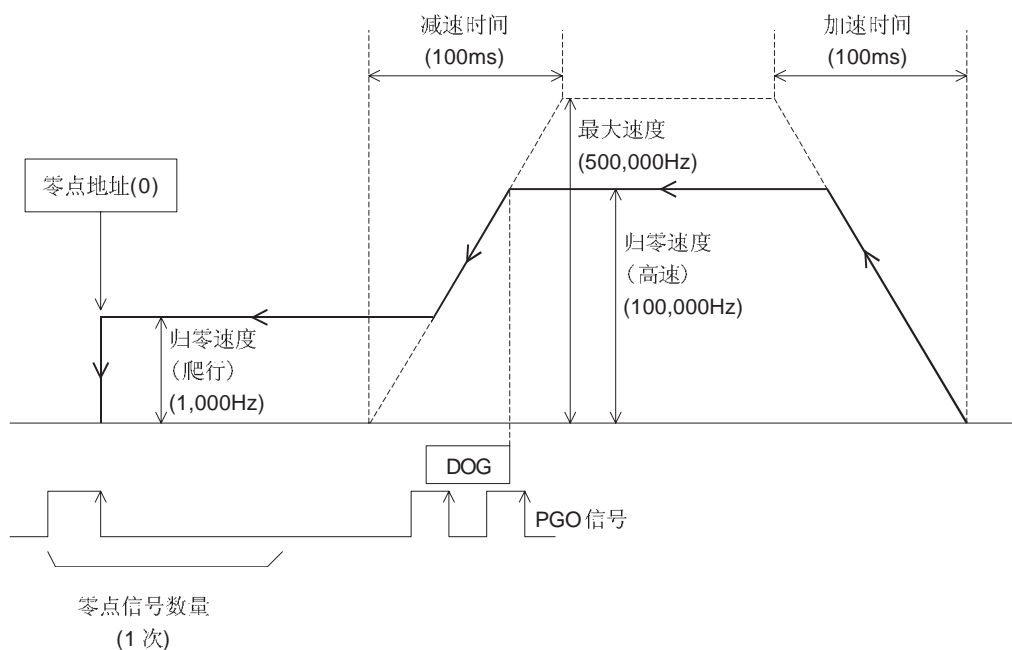 减速时间
(100ms)
加速时间
(100ms)
最大速度
(500,000Hz)
零点地址(0)
归零速度
（高速）
(100,000Hz)
归零速度
（爬行）
(1,000Hz)
DOG
PGO信号
零点信号数量
(1 次)